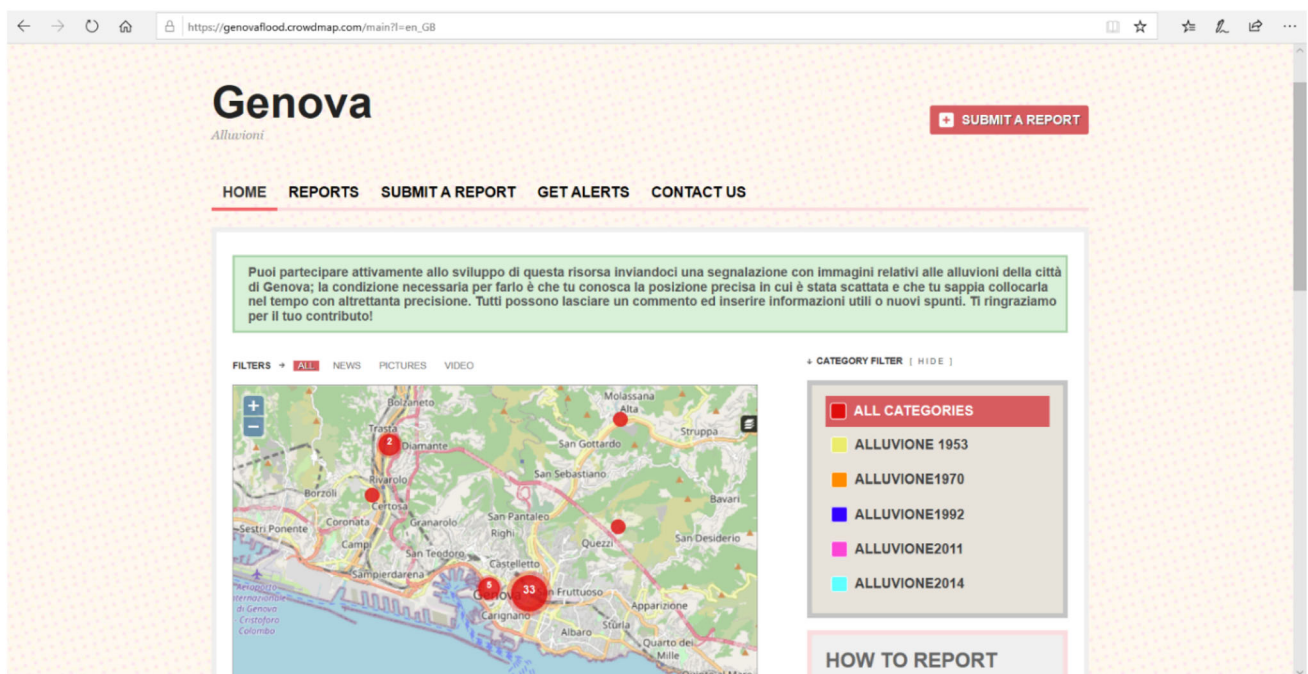 https://genovaflood.crowdmap.com/main?l=en_GB
Genova
Alluvioni
SUBMIT A REPORT
HOME REPORTS SUBMIT A REPORT GET ALERTS CONTACT US
Puoi partecipare attivamente allo sviluppo di questa risorsa inviandoci una segnalazione con immagini relativi alle alluvioni della città
di Genova; la condizione necessaria per farlo è che tu conosca la posizione precisa in cui è stata scattata e che tu sappia collocarla
nel tempo con altrettanta precisione. Tutti possono lasciare un commento ed inserire informazioni utili o nuovi spunti. Ti ringraziamo
per il tuo contributo!
FILTERS → ALL NEWS PICTURES VIDEO
Bolzaneto
Molassana
Alta
Trasta
Struppa
2
Diamante
San Gottardo
Rivarolo
San Sebastiano
Borzoli
Certosa
Bavari
Sestri Ponente
Coronata
Granarolo
San Pantaleo
Righi
Campi
Quezzi
San Desiderio
San Teodoro
Castelletto
Sampierdarena
Aeroporto
Internazionale
di Genova
Cristoforo
Colombo
5
33
Genova
San Fruttuoso
Carignano
Apparizione
Albaro
Sturla
Quarto dei
Mille
↓ CATEGORY FILTER [ HIDE ]
ALL CATEGORIES
ALLUVIONE 1953
ALLUVIONE1970
ALLUVIONE1992
ALLUVIONE2011
ALLUVIONE2014
HOW TO REPORT